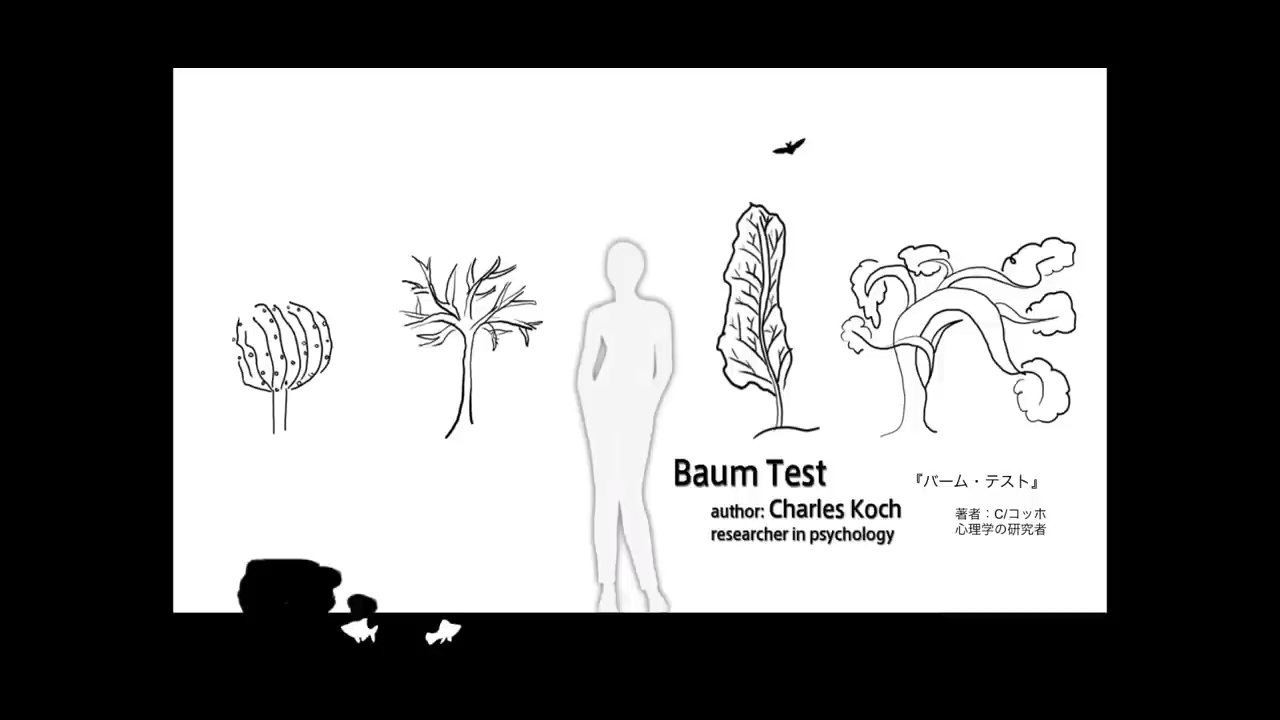 Baum Test
author: Charles Koch
researcher in psychology
『バーム・テスト』
著者：C/コッホ
心理学の研究者